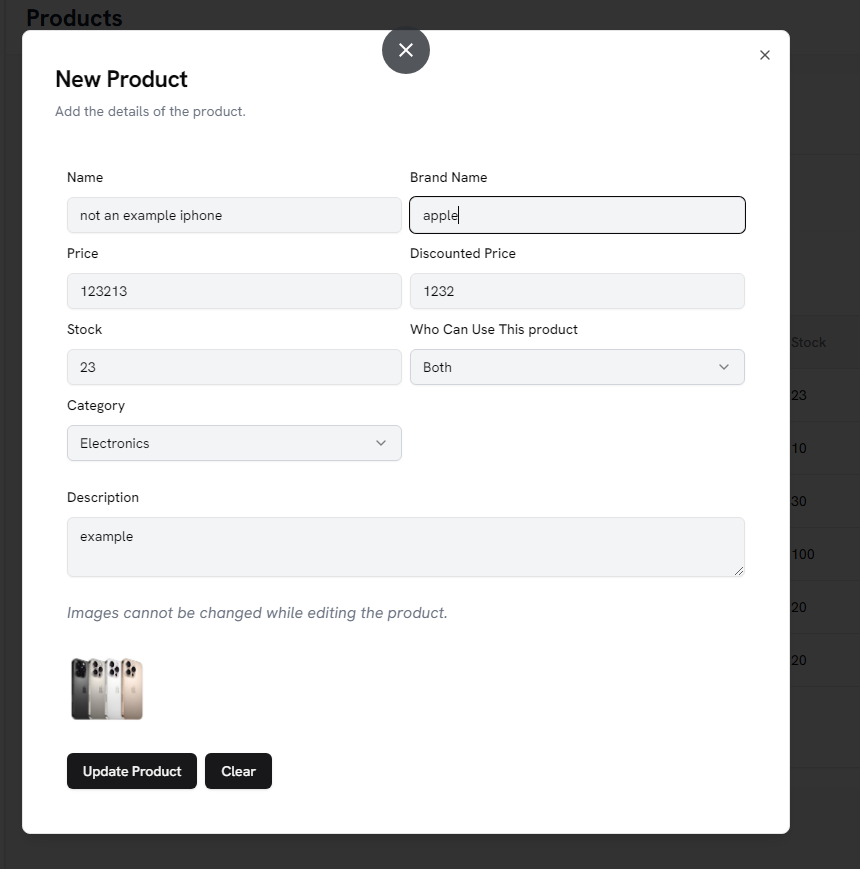 Products
New Product
Add the details of the product.
Name
Brand Name
not an example iphone
apple
Price
Discounted Price
123213
1232
Stock
Who Can Use This product
Stock
23
Both
23
Category
Electronics
10
Description
30
example
100
Images cannot be changed while editing the product.
20
20
Update Product
Clear